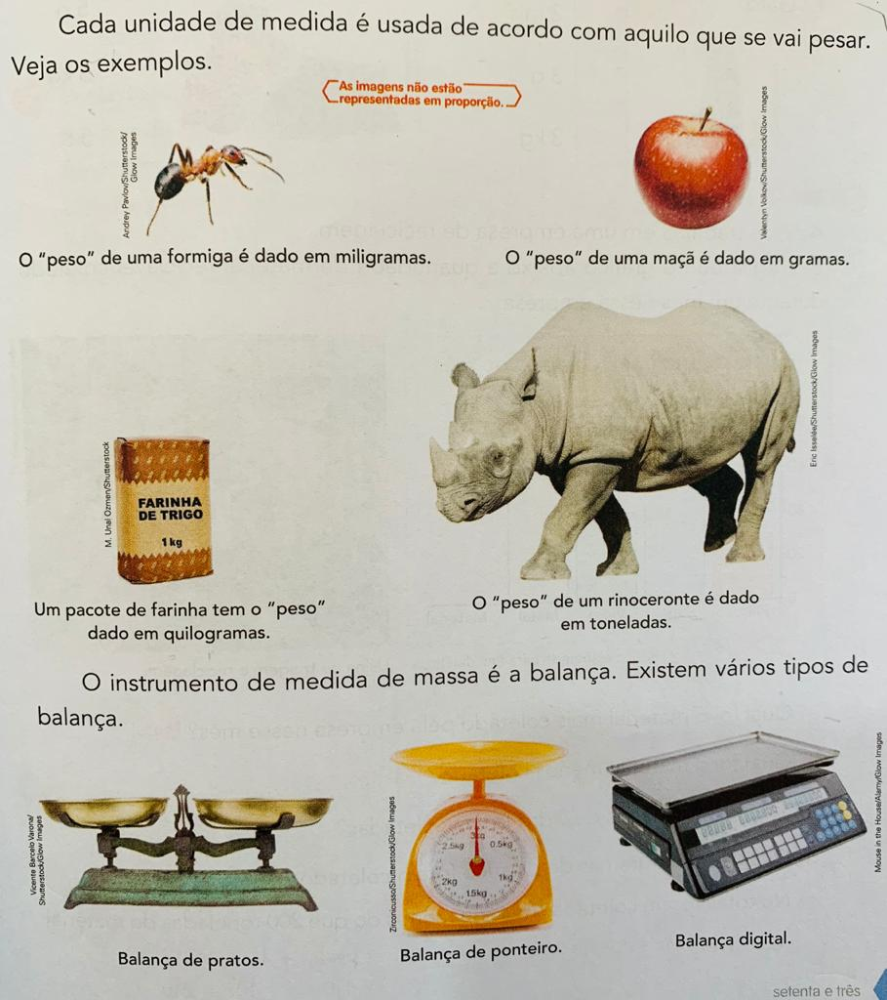 Cada unidade de medida é usada de acordo com aquilo que se vai pesar.
Veja os exemplos.
As imagens não estão
representadas em proporção.
Andrey Pavlov/Shutterstock/
Glow Images
Valentyn Volkov/Shutterstock/Glow Images
O "peso" de uma formiga é dado em miligramas.
O "peso" de uma maçã é dado em gramas.
M. Unal Ozmen/Shutterstock
FARINHA
DE TRIGO
1 kg
Eric Isselée/Shutterstock/Glow Images
Um pacote de farinha tem o "peso"
dado em quilogramas.
O "peso" de um rinoceronte é dado
em toneladas.
O instrumento de medida de massa é a balança. Existem vários tipos de
balança.
Vicente Barcelo Varona/
Shutterstock/Glow Images
Zirconicusso/Shutterstock/Glow Images
3kg
2.5kg
0.5kg
2kg
1kg
1.5kg
Mouse in the House/Alamy/Glow Images
Balança de pratos.
Balança de ponteiro.
Balança digital.
setenta e três